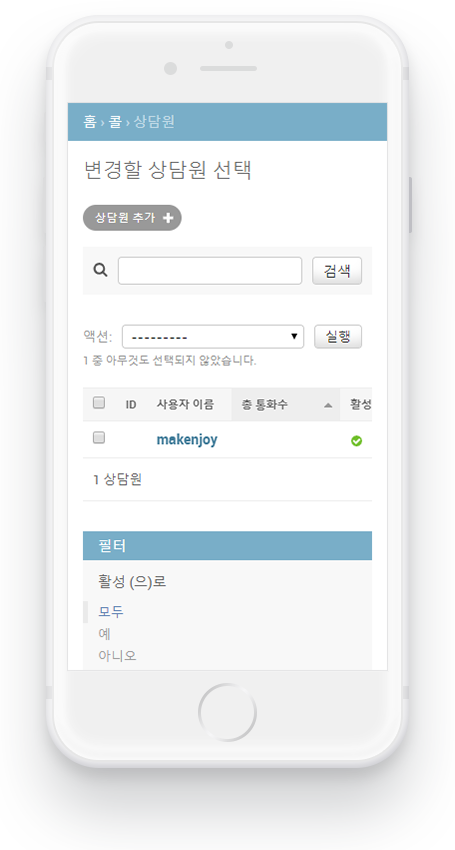 홈 › 콜 › 상담원
변경할 상담원 선택
상담원 추가
검색
액션: --------- 실행
1 중 아무것도 선택되지 않았습니다.
ID 사용자 이름 총 통화수 활성
makenjoy
1 상담원
필터
활성 (으)로
모두
예
아니오